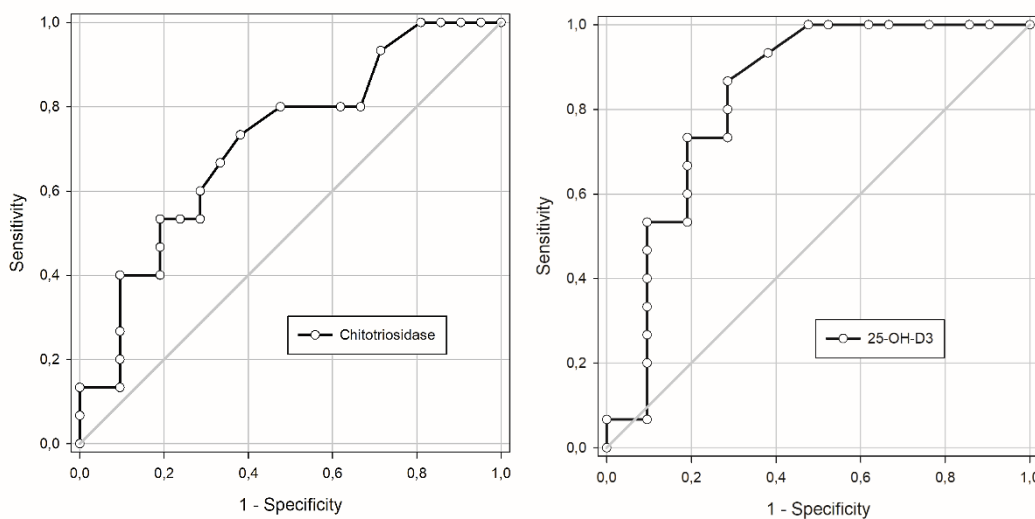 1,0
0,8
0,6
0,4
0,2
0,0
Sensitivity
Chitotriosidase
0,0 0,2 0,4 0,6 0,8 1,0
1 - Specificity
1,0
0,8
0,6
0,4
0,2
0,0
Sensitivity
25-OH-D3
0,0 0,2 0,4 0,6 0,8 1,0
1 - Specificity